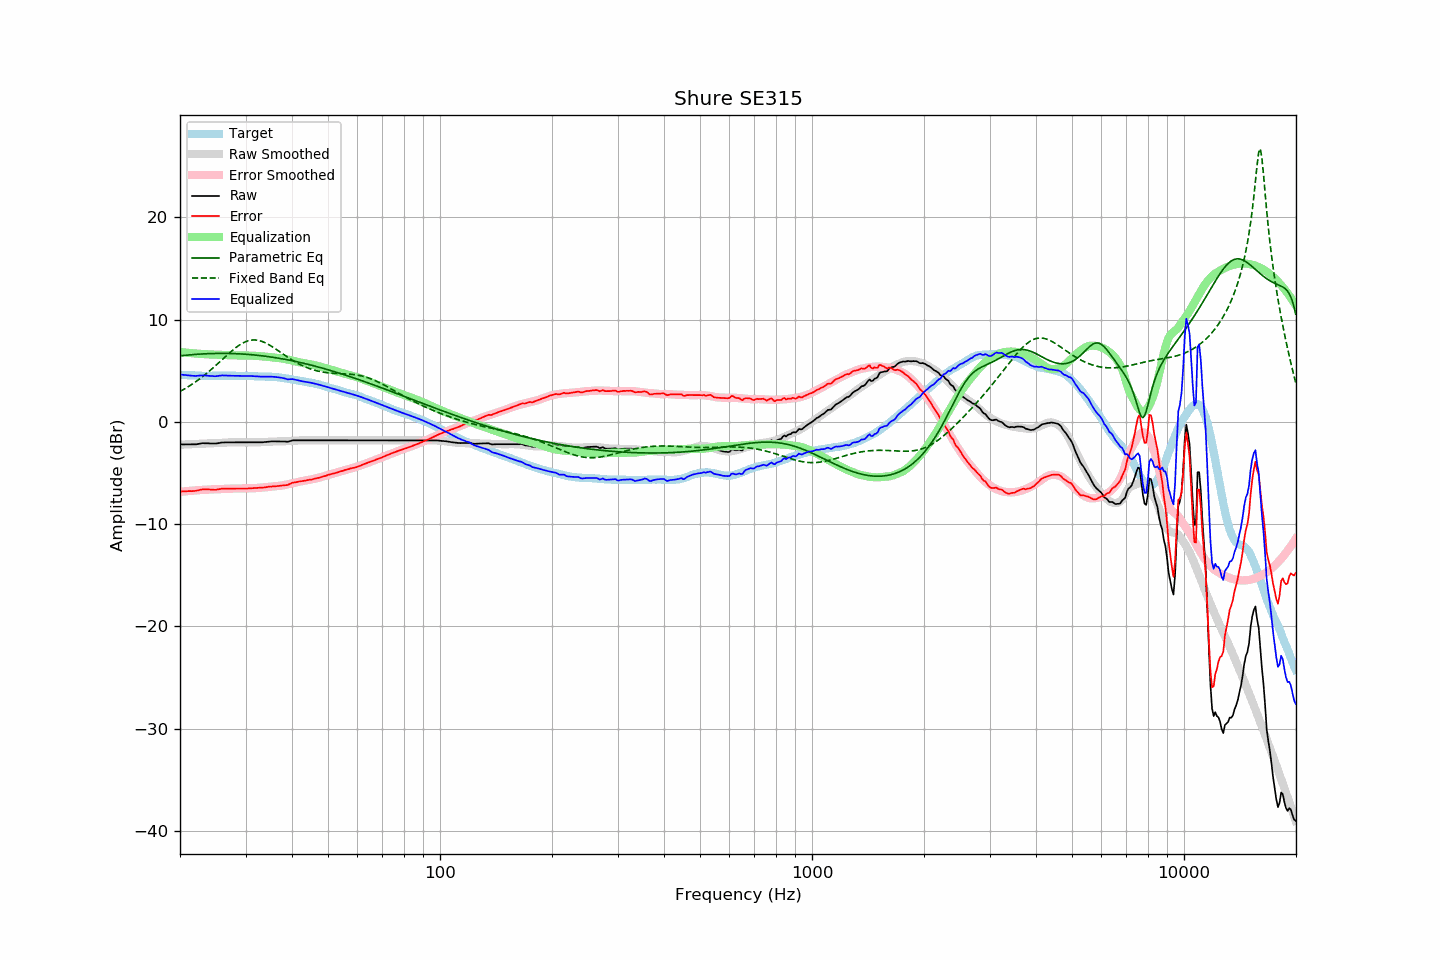 Shure SE315
Target
Raw Smoothed
Error Smoothed
Raw
Error
Equalization
Parametric Eq
Fixed Band Eq
Equalized
20
10
0
−10
−20
−30
−40
Amplitude (dBr)
100
1000
10000
Frequency (Hz)